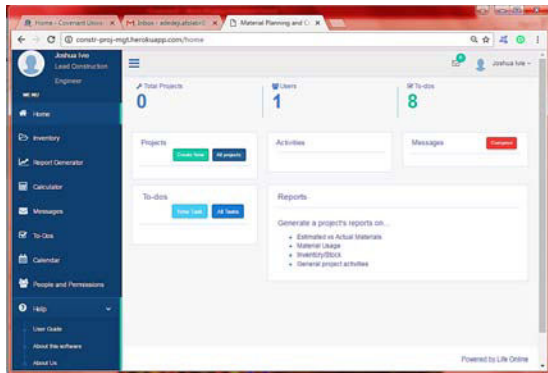 Home - Covenant Unive
Inbox -
Material Planning and C
constr-proj-mgt.herokuapp.com/home
Joshua Ivie
Lead Construction
Engineer
MENU
Home
Inventory
Report Generator
Calculator
Messages
To-Dos
Calendar
People and Permissions
Help
User Guide
About this software
About Us
Joshua Ivie
Total Projects
0
Users
1
To-dos
8
Projects
Create New
All projects
Activities
Messages
Compose
To-dos
New Task
All Tasks
Reports
Generate a project's reports on...
Estimated vs Actual Materials
Material Usage
Inventory/Stock
General project activities
Powered by Life Online